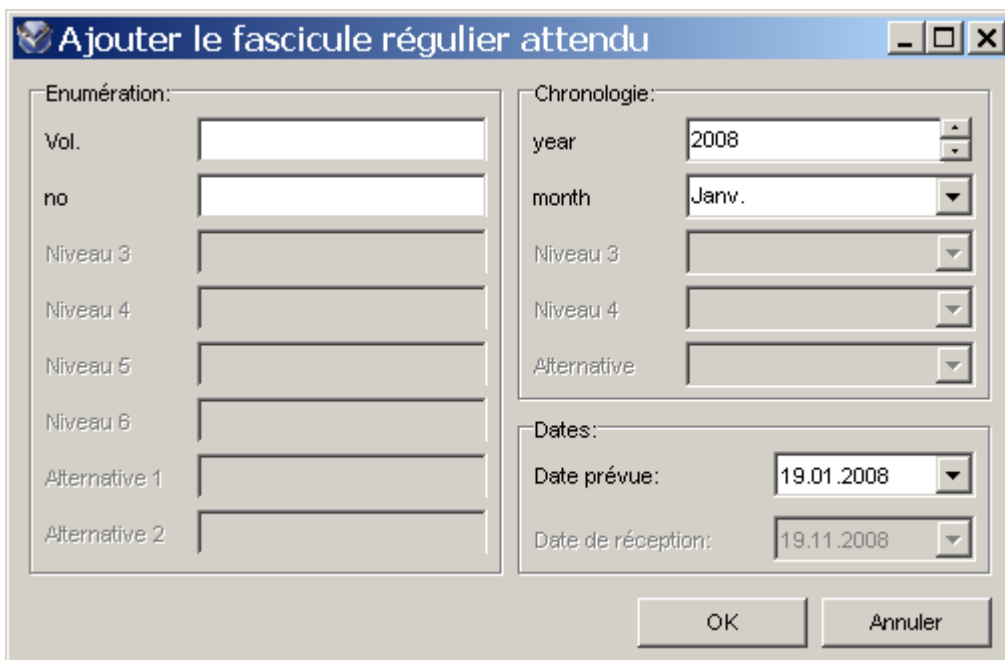 Ajouter le fascicule régulier attendu
Enumération:
Vol.
no
Niveau 3
Niveau 4
Niveau 5
Niveau 6
Alternative 1
Alternative 2
Chronologie:
year 2008
month Janv.
Niveau 3
Niveau 4
Alternative
Dates:
Date prévue: 19.01.2008
Date de réception: 19.11.2008
OK Annuler